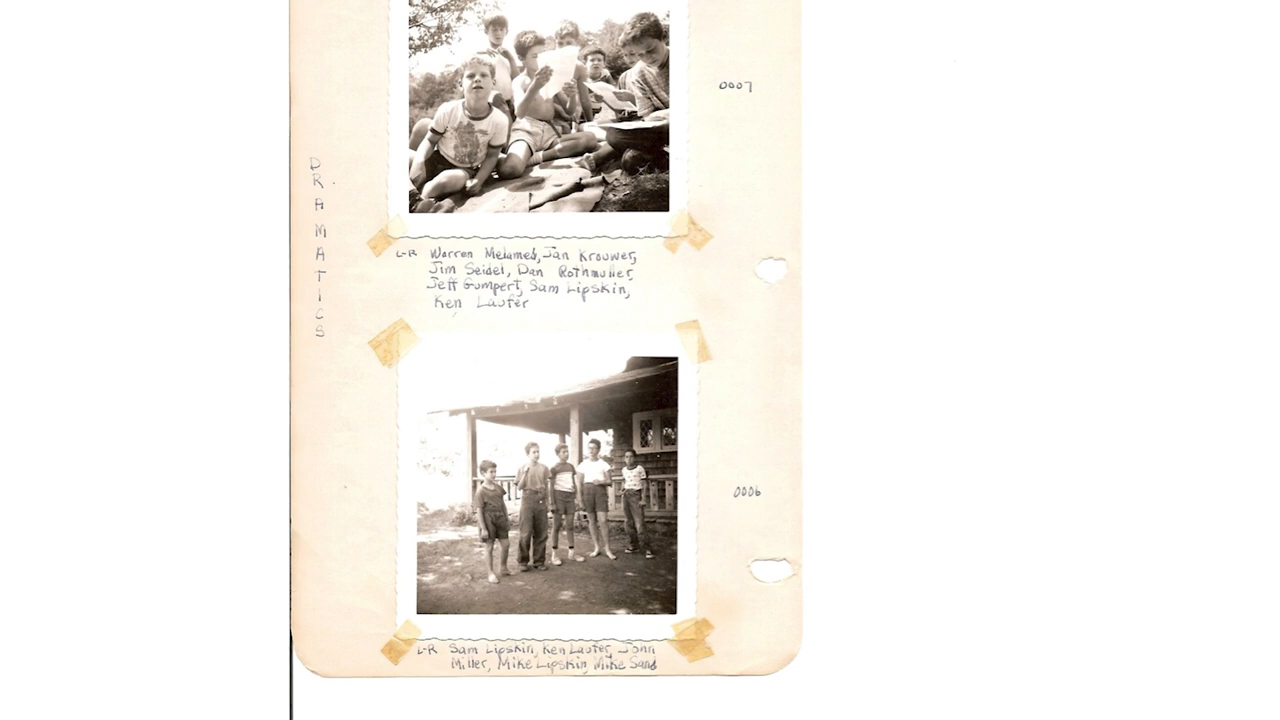 0007
DRAMATICS
L-R Warren Melamed, Jan Krouwer,
Jim Seidel, Dan Rothmuller,
Jeff Gumpert, Sam Lipskin,
Ken Laufer
0006
L-R Sam Lipskin, Ken Laufer, John
Miller, Mike Lipskin, Mike Sand